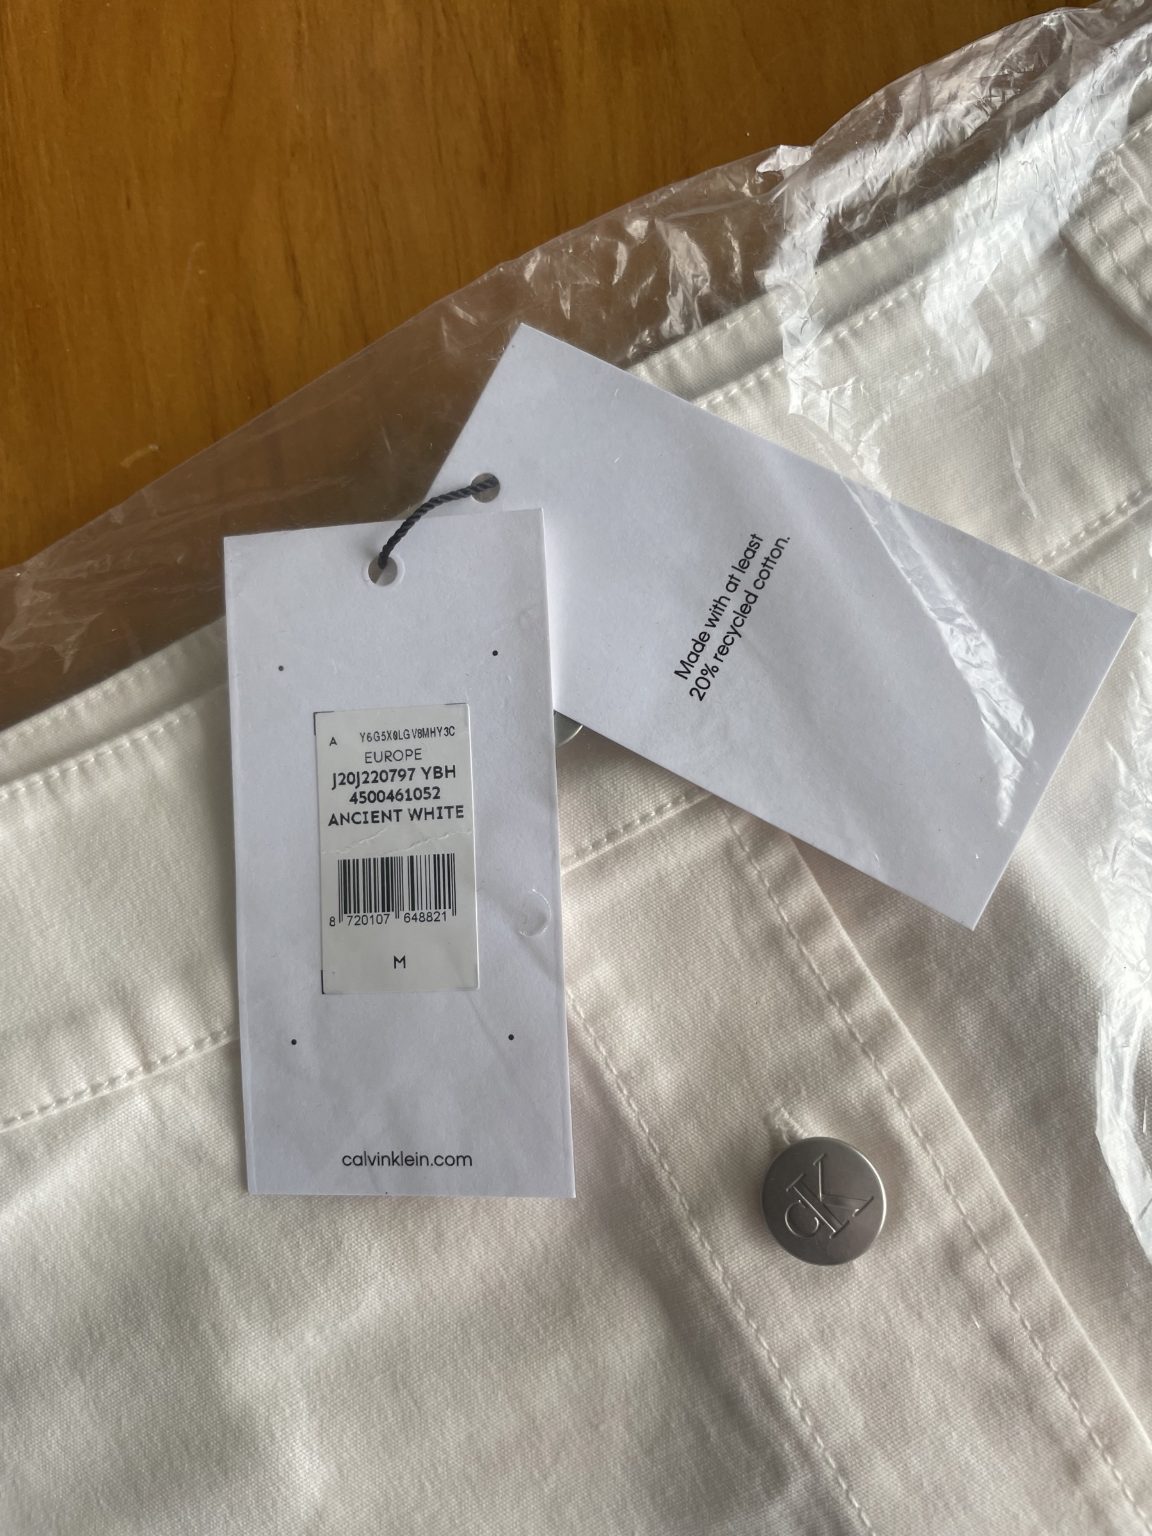 Made with at least
20% recycled cotton.
A Y6G5X0LGV8MHY3C
EUROPE
J20J220797 YBH
4500461052
ANCIENT WHITE
8 720107 648821
M
calvinklein.com
CK